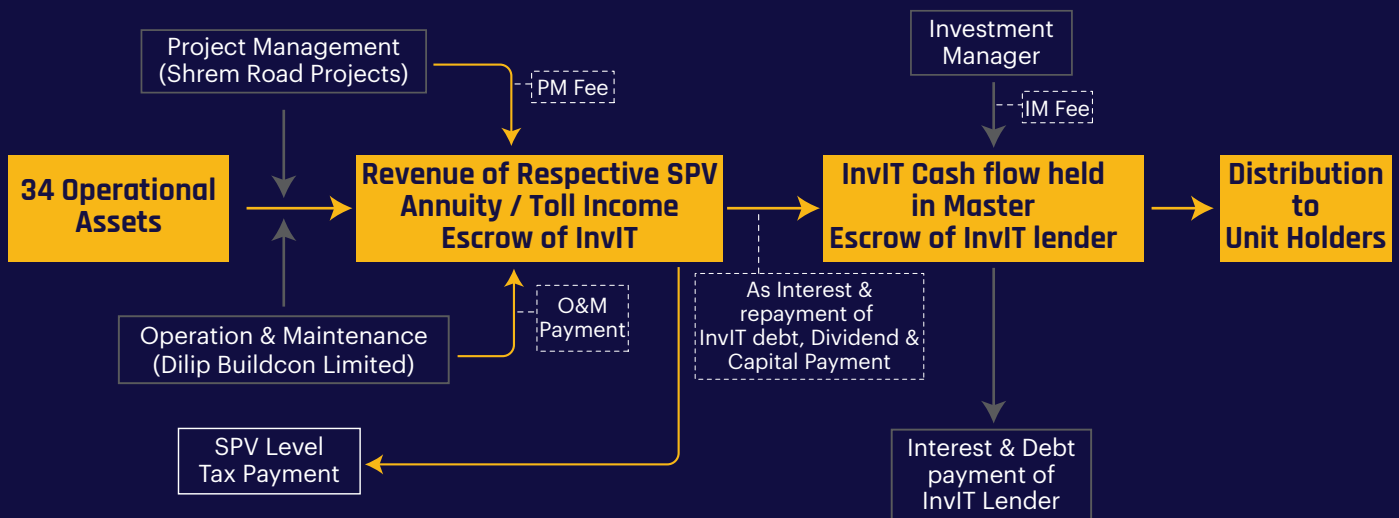 Project Management
(Shrem Road Projects)
PM Fee
Investment
Manager
IM Fee
34 Operational
Assets
Revenue of Respective SPV
Annuity / Toll Income
Escrow of InvIT
InvIT Cash flow held
in Master
Escrow of InvIT lender
Distribution
to
Unit Holders
Operation & Maintenance
(Dilip Buildcon Limited)
O&M
Payment
As Interest &
repayment of
InvIT debt, Dividend &
Capital Payment
SPV Level
Tax Payment
Interest & Debt
payment of
InvIT Lender